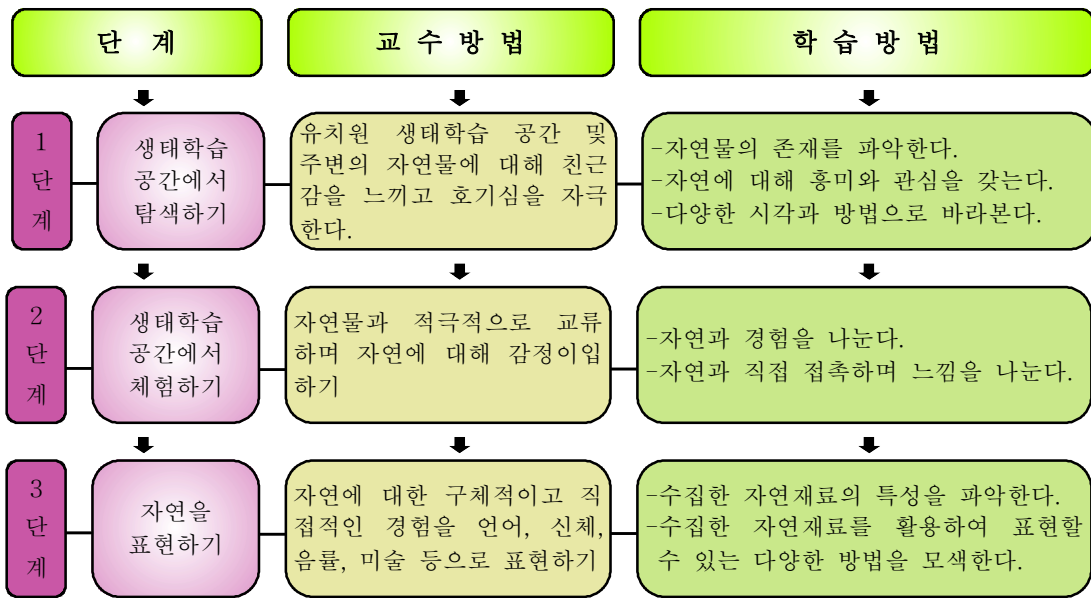 단 계
교 수 방 법
학 습 방 법
1
단
계
생태학습
공간에서
탐색하기
유치원 생태학습 공간 및
주변의 자연물에 대해 친근
감을 느끼고 호기심을 자극
한다.
-자연물의 존재를 파악한다.
-자연에 대해 흥미와 관심을 갖는다.
-다양한 시각과 방법으로 바라본다.
2
단
계
생태학습
공간에서
체험하기
자연물과 적극적으로 교류
하며 자연에 대해 감정이입
하기
-자연과 경험을 나눈다.
-자연과 직접 접촉하며 느낌을 나눈다.
3
단
계
자연을
표현하기
자연에 대한 구체적이고 직
접적인 경험을 언어, 신체,
음률, 미술 등으로 표현하기
-수집한 자연재료의 특성을 파악한다.
-수집한 자연재료를 활용하여 표현할
수 있는 다양한 방법을 모색한다.